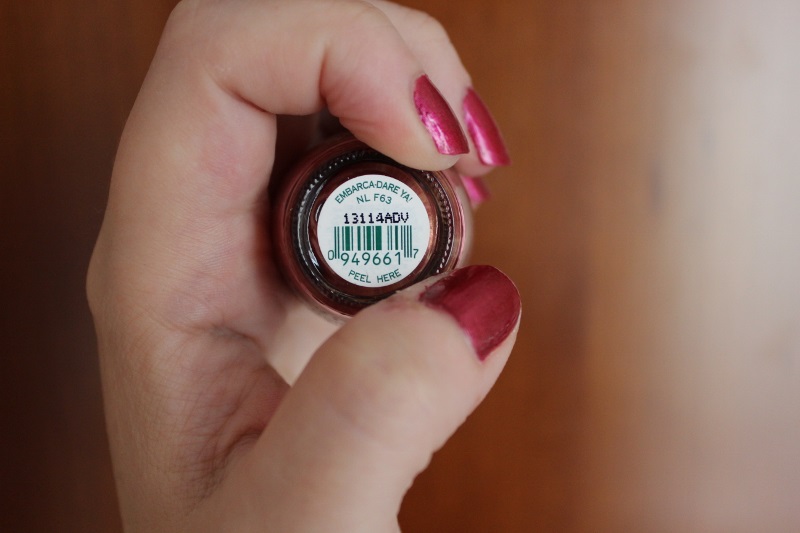 EMBARCA-DARE YA!
NL F63
13114ADV
0 949661 7
PEEL HERE